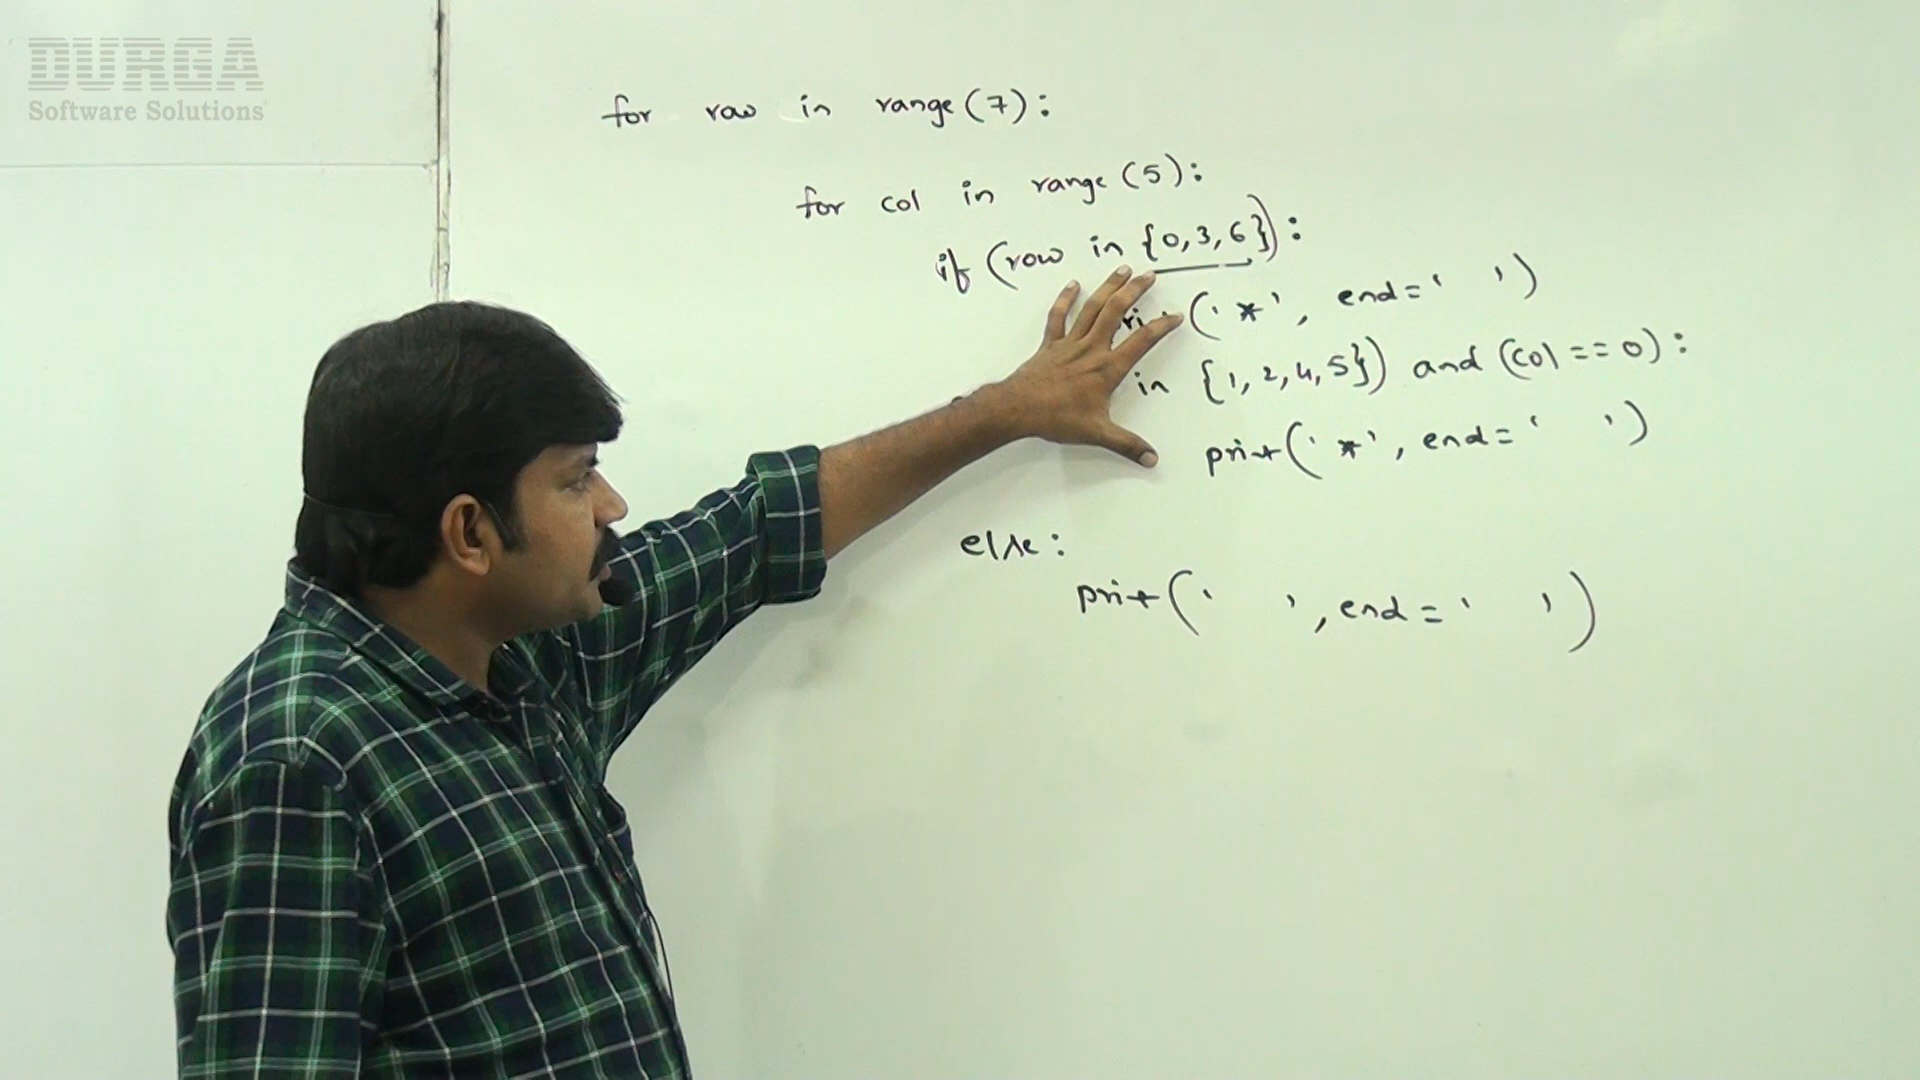 DURGA
Software Solutions
for row in range(7):
for col in range(5):
if (row in {0,3,6}):
('*', end=' ')
in {1,2,4,5}) and (col==0):
print('*', end=' ')
else:
print(' ', end=' ')